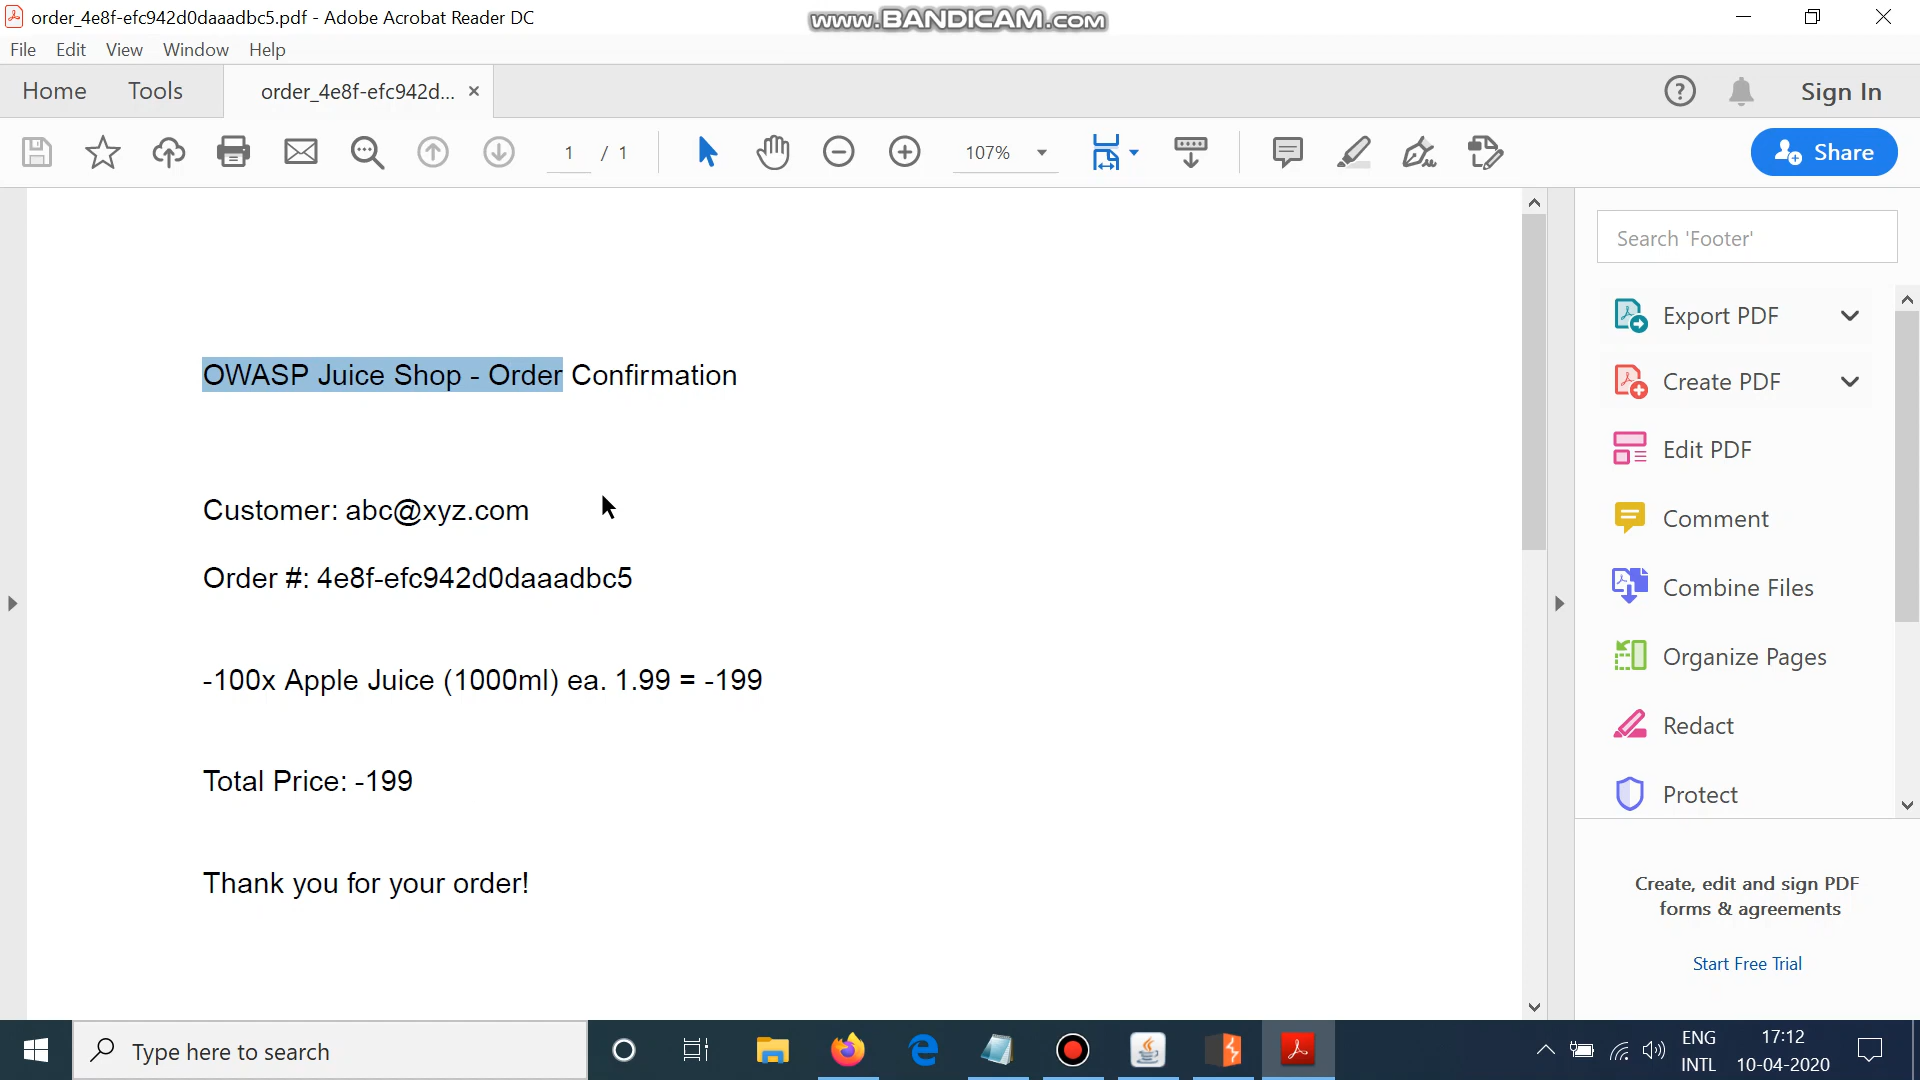 order_4e8f-efc942d0daaadbc5.pdf - Adobe Acrobat Reader DC
www.BANDICAM.com
File Edit View Window Help
Home Tools order_4e8f-efc942d... × Sign In
1 / 1 107% Share
Search 'Footer'
Export PDF
OWASP Juice Shop - Order Confirmation
Create PDF
Edit PDF
Customer: abc@xyz.com
Comment
Order #: 4e8f-efc942d0daaadbc5
Combine Files
Organize Pages
-100x Apple Juice (1000ml) ea. 1.99 = -199
Redact
Total Price: -199
Protect
Thank you for your order!
Create, edit and sign PDF
forms & agreements
Start Free Trial
Type here to search
ENG
INTL
17:12
10-04-2020